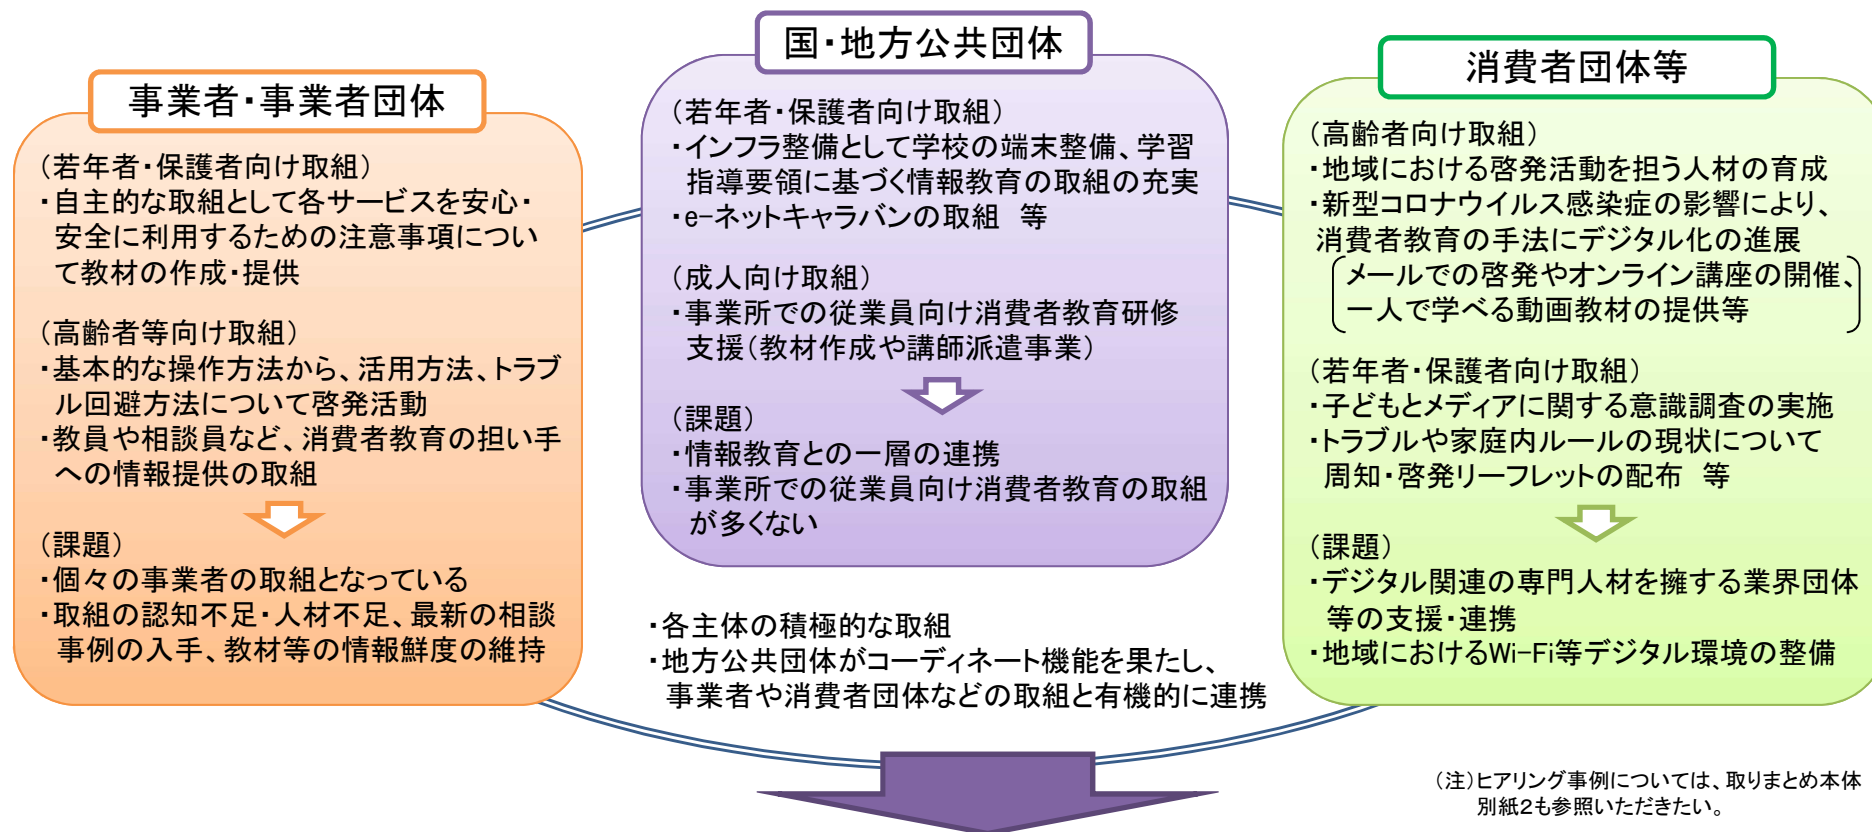 事業者・事業者団体
（若年者・保護者向け取組）
・自主的な取組として各サービスを安心・
安全に利用するための注意事項につい
て教材の作成・提供
（高齢者等向け取組）
・基本的な操作方法から、活用方法、トラブ
ル回避方法について啓発活動
・教員や相談員など、消費者教育の担い手
への情報提供の取組
（課題）
・個々の事業者の取組となっている
・取組の認知不足・人材不足、最新の相談
事例の入手、教材等の情報鮮度の維持
国・地方公共団体
（若年者・保護者向け取組）
・インフラ整備として学校の端末整備、学習
指導要領に基づく情報教育の取組の充実
・e-ネットキャラバンの取組　等
（成人向け取組）
・事業所での従業員向け消費者教育研修
支援（教材作成や講師派遣事業）
（課題）
・情報教育との一層の連携
・事業所での従業員向け消費者教育の取組
が多くない
消費者団体等
（高齢者向け取組）
・地域における啓発活動を担う人材の育成
・新型コロナウイルス感染症の影響により、
消費者教育の手法にデジタル化の進展
メールでの啓発やオンライン講座の開催、
一人で学べる動画教材の提供等
（若年者・保護者向け取組）
・子どもとメディアに関する意識調査の実施
・トラブルや家庭内ルールの現状について
周知・啓発リーフレットの配布　等
（課題）
・デジタル関連の専門人材を擁する業界団体
等の支援・連携
・地域におけるWi-Fi等デジタル環境の整備
・各主体の積極的な取組
・地方公共団体がコーディネート機能を果たし、
事業者や消費者団体などの取組と有機的に連携
（注）ヒアリング事例については、取りまとめ本体
別紙２も参照いただきたい。